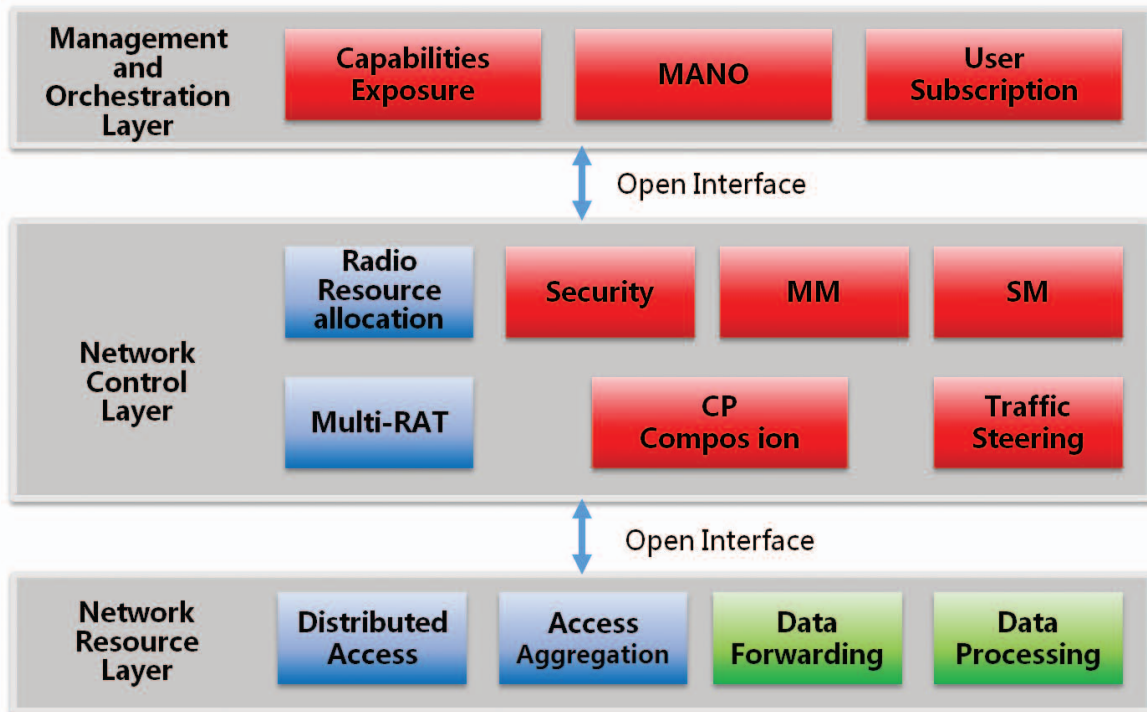 Management
and
Orchestration
Layer
Capabilities
Exposure
MANO
User
Subscription
Open Interface
Network
Control
Layer
Radio
Resource
allocation
Security
MM
SM
Multi-RAT
CP
Compos ion
Traffic
Steering
Open Interface
Network
Resource
Layer
Distributed
Access
Access
Aggregation
Data
Forwarding
Data
Processing